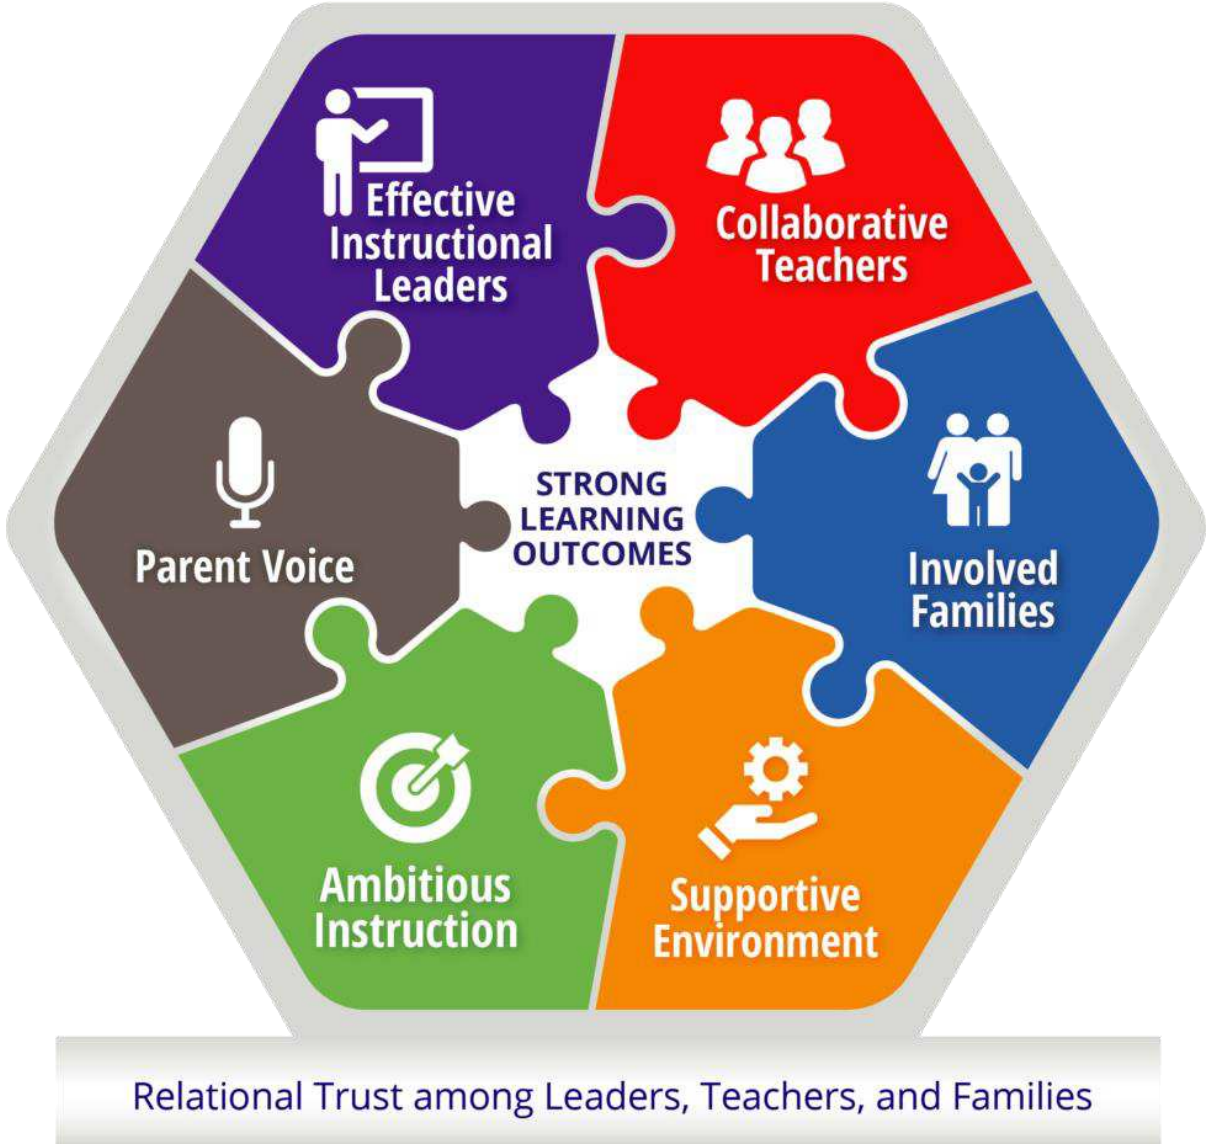 Effective
Instructional
Leaders
Collaborative
Teachers
Parent Voice
STRONG
LEARNING
OUTCOMES
Involved
Families
Ambitious
Instruction
Supportive
Environment
Relational Trust among Leaders, Teachers, and Families